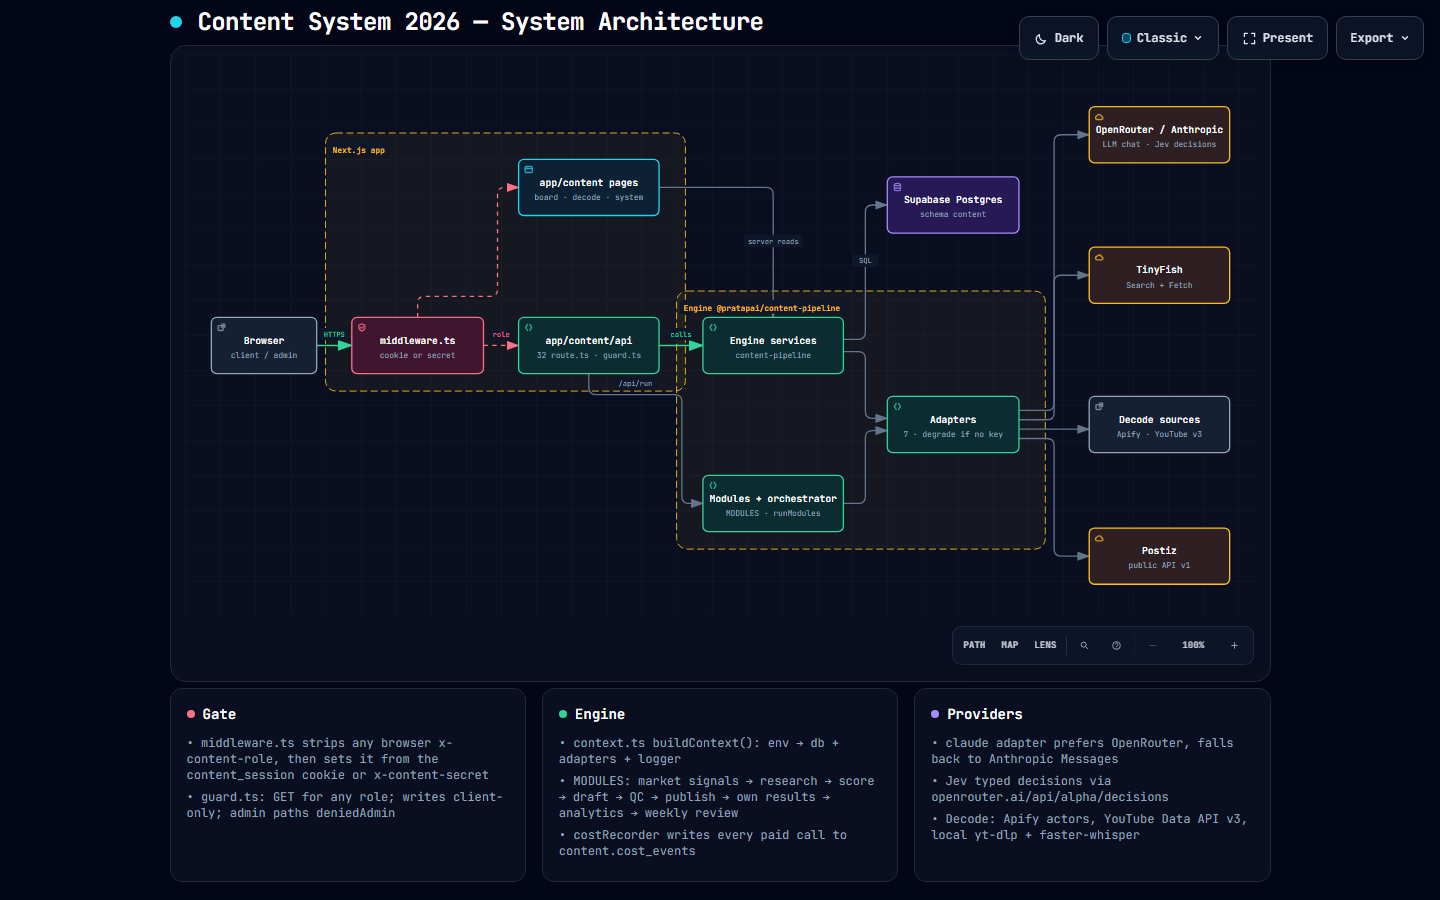 Content System 2026 — System Architecture
Dark
Classic
Present
Export
Next.js app
app/content pages
board · decode · system
server reads
Supabase Postgres
schema content
SQL
OpenRouter / Anthropic
LLM chat · Jev decisions
TinyFish
Search + Fetch
Engine @pratapai/content-pipeline
Browser
client / admin
HTTPS
middleware.ts
cookie or secret
role
app/content/api
32 route.ts · guard.ts
calls
Engine services
content-pipeline
/api/run
Adapters
7 · degrade if no key
Decode sources
Apify · YouTube v3
Modules + orchestrator
MODULES · runModules
Postiz
public API v1
PATH MAP LENS 100%
Gate
• middleware.ts strips any browser x-
content-role, then sets it from the
content_session cookie or x-content-secret
• guard.ts: GET for any role; writes client-
only; admin paths deniedAdmin
Engine
• context.ts buildContext(): env → db +
adapters + logger
• MODULES: market signals → research → score
→ draft → QC → publish → own results →
analytics → weekly review
• costRecorder writes every paid call to
content.cost_events
Providers
• claude adapter prefers OpenRouter, falls
back to Anthropic Messages
• Jev typed decisions via
openrouter.ai/api/alpha/decisions
• Decode: Apify actors, YouTube Data API v3,
local yt-dlp + faster-whisper